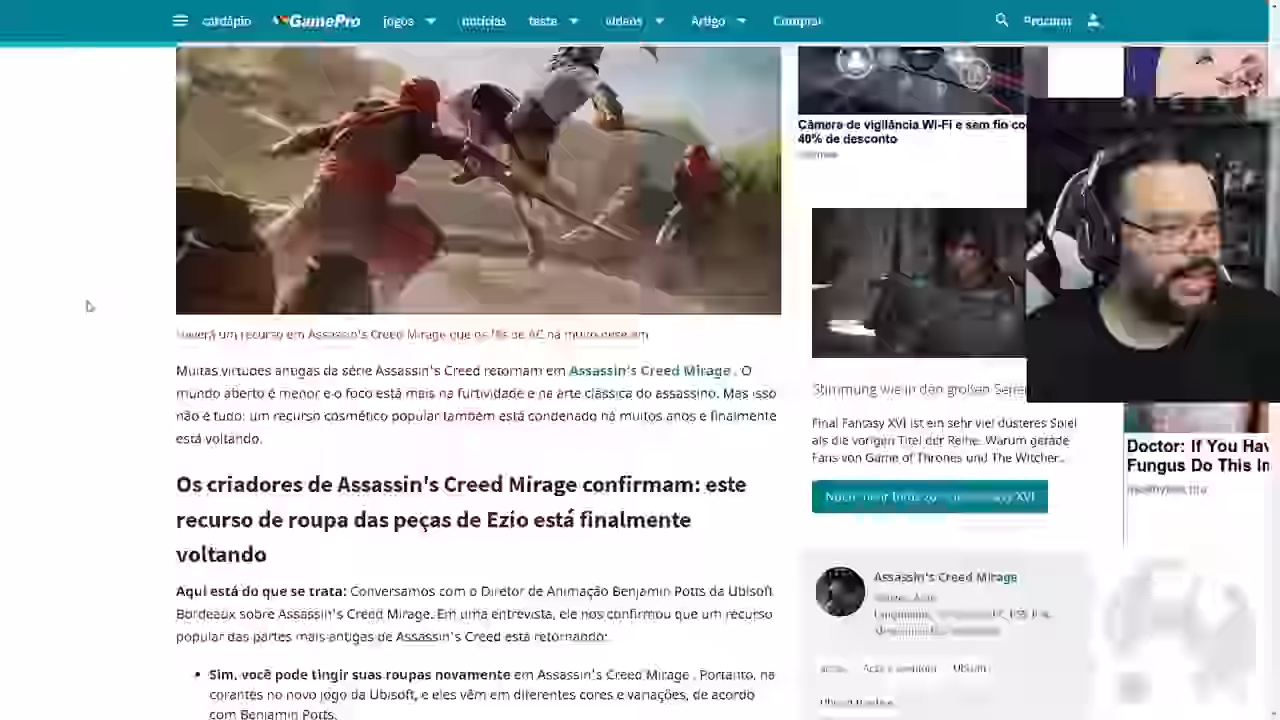 cardápio GamePro jogos notícias teste vídeos Artigo Comprar Procurar
Câmera de vigilância Wi-Fi e sem fio co
40% de desconto
Haverá um recurso em Assassin's Creed Mirage que os fãs de AC há muito desejam
Muitas virtudes antigas da série Assassin's Creed retornam em Assassin's Creed Mirage . O
mundo aberto é menor e o foco está mais na furtividade e na arte clássica do assassino. Mas isso
não é tudo: um recurso cosmético popular também está condenado há muitos anos e finalmente
está voltando.
Os criadores de Assassin's Creed Mirage confirmam: este
recurso de roupa das peças de Ezio está finalmente
voltando
Aqui está do que se trata: Conversamos com o Diretor de Animação Benjamin Potts da Ubisoft
Bordeaux sobre Assassin's Creed Mirage. Em uma entrevista, ele nos confirmou que um recurso
popular das partes mais antigas de Assassin's Creed está retornando:
• Sim, você pode tingir suas roupas novamente em Assassin's Creed Mirage . Portanto, há
corantes no novo jogo da Ubisoft, e eles vêm em diferentes cores e variações, de acordo
com Benjamin Potts.
Stimmung wie in den großen Serien
Final Fantasy XVI ist ein sehr viel düsteres Spiel
als die vorigen Titel der Reihe. Warum gerade
Fans von Game of Thrones und The Witcher...
Noch mehr Infos zu Final Fantasy XVI
Assassin's Creed Mirage
Ubisoft
Doctor: If You Hav
Fungus Do This In